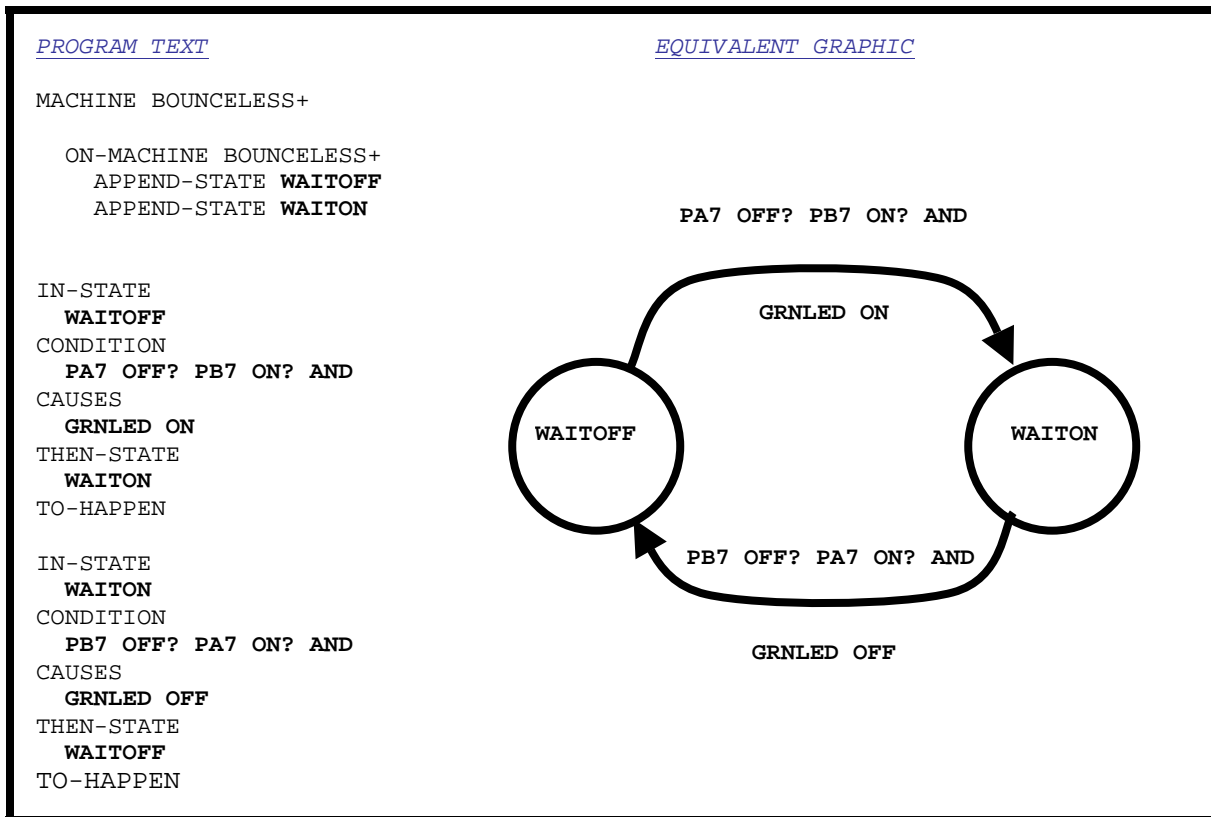 PROGRAM TEXT
EQUIVALENT GRAPHIC
MACHINE BOUNCELESS+
ON-MACHINE BOUNCELESS+
APPEND-STATE WAITOFF
APPEND-STATE WAITON
IN-STATE
WAITOFF
CONDITION
PA7 OFF? PB7 ON? AND
CAUSES
GRNLED ON
THEN-STATE
WAITON
TO-HAPPEN
IN-STATE
WAITON
CONDITION
PB7 OFF? PA7 ON? AND
CAUSES
GRNLED OFF
THEN-STATE
WAITOFF
TO-HAPPEN
PA7 OFF? PB7 ON? AND
GRNLED ON
WAITOFF
WAITON
PB7 OFF? PA7 ON? AND
GRNLED OFF